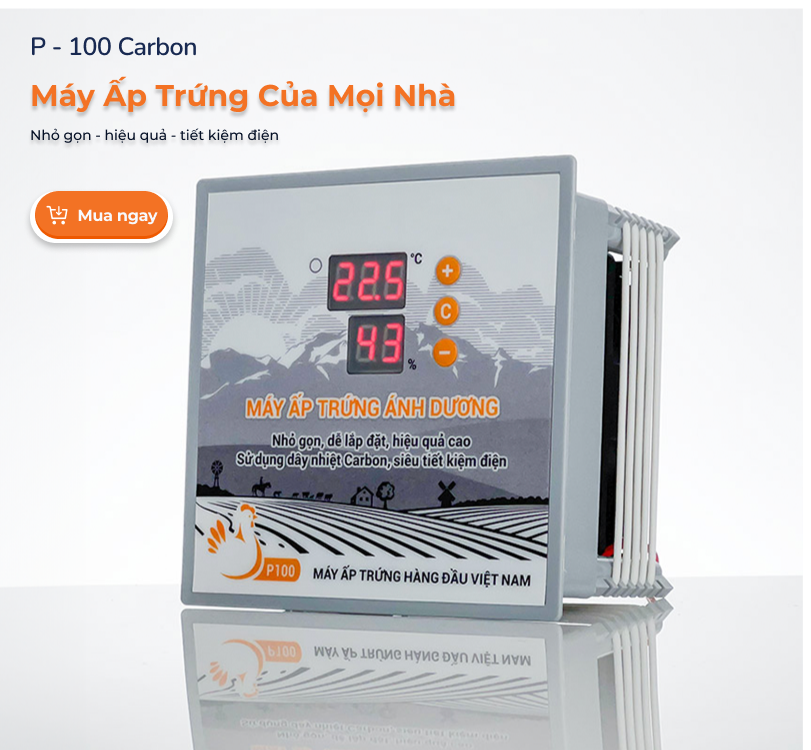 P - 100 Carbon
Máy Ấp Trứng Của Mọi Nhà
Nhỏ gọn - hiệu quả - tiết kiệm điện
Mua ngay
22.5 °C
+
43 %
C
−
MÁY ẤP TRỨNG ÁNH DƯƠNG
Nhỏ gọn, dễ lắp đặt, hiệu quả cao
Sử dụng dây nhiệt Carbon, siêu tiết kiệm điện
P100
MÁY ẤP TRỨNG HÀNG ĐẦU VIỆT NAM